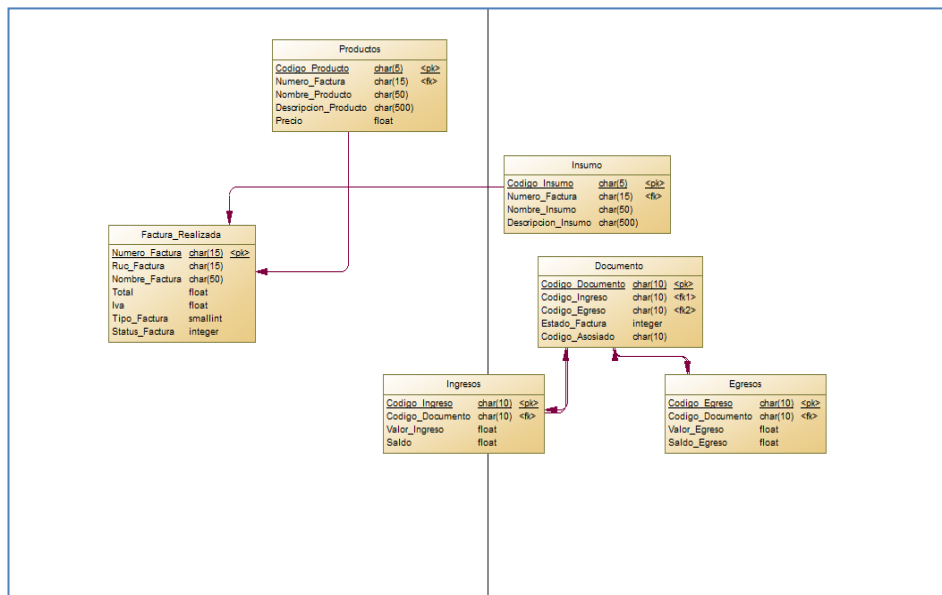 Productos
Codigo_Producto char(5) <pk>
Numero_Factura char(15) <fk>
Nombre_Producto char(50)
Descripcion_Producto char(500)
Precio float
Insumo
Codigo_Insumo char(5) <pk>
Numero_Factura char(15) <fk>
Nombre_Insumo char(50)
Descripcion_Insumo char(500)
Factura_Realizada
Numero_Factura char(15) <pk>
Ruc_Factura char(15)
Nombre_Factura char(50)
Total float
Iva float
Tipo_Factura smallint
Status_Factura integer
Documento
Codigo_Documento char(10) <pk>
Codigo_Ingreso char(10) <fk1>
Codigo_Egreso char(10) <fk2>
Estado_Factura integer
Codigo_Asosiado char(10)
Ingresos
Codigo_Ingreso char(10) <pk>
Codigo_Documento char(10) <fk>
Valor_Ingreso float
Saldo float
Egresos
Codigo_Egreso char(10) <pk>
Codigo_Documento char(10) <fk>
Valor_Egreso float
Saldo_Egreso float